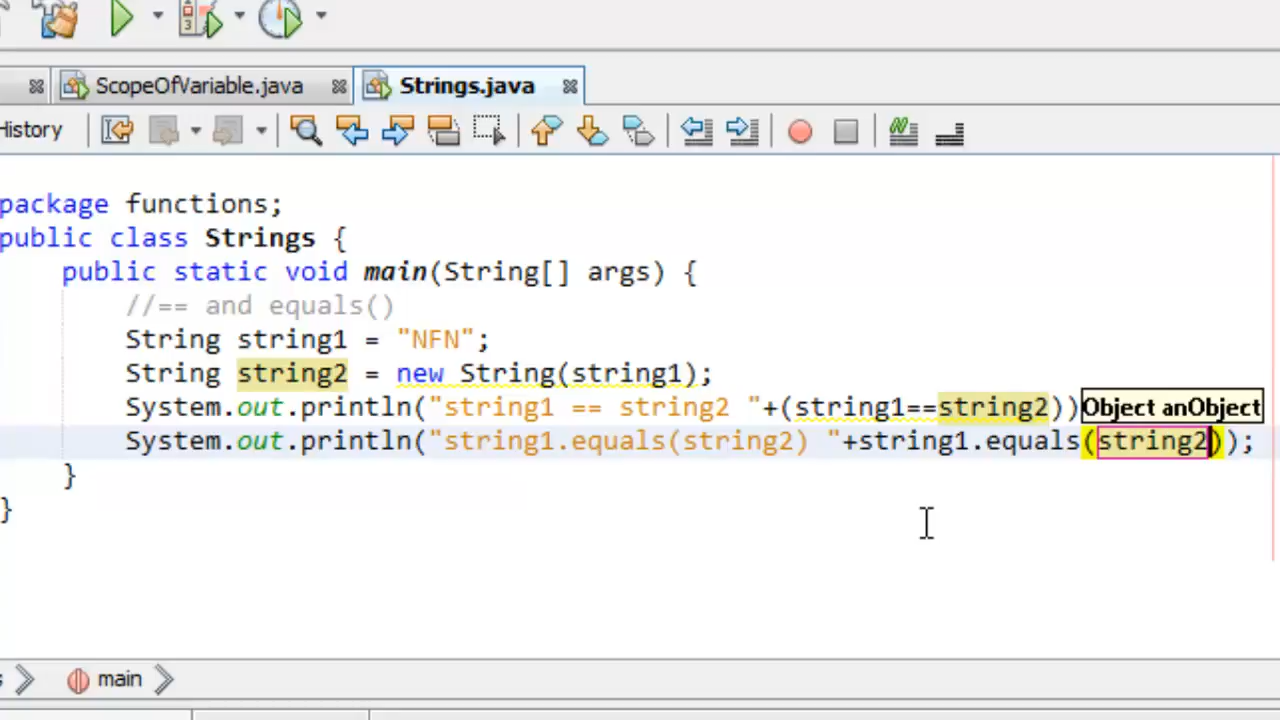 ScopeOfVariable.java Strings.java
History
package functions;
public class Strings {
public static void main(String[] args) {
//== and equals()
String string1 = "NFN";
String string2 = new String(string1);
System.out.println("string1 == string2 "+(string1==string2))
Object anObject
System.out.println("string1.equals(string2) "+string1.equals(string2));
}
}
main